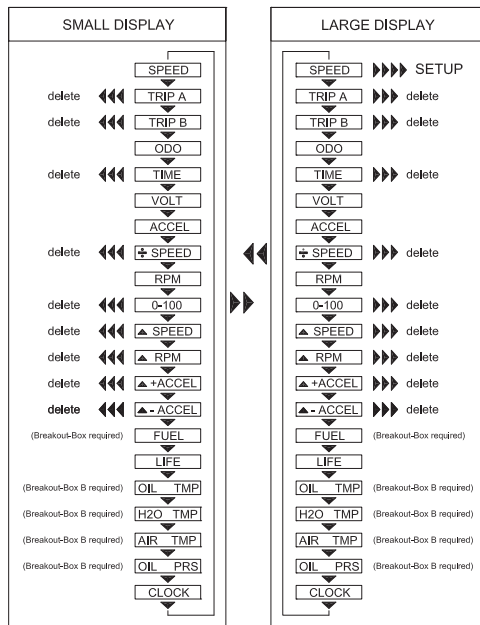 SMALL DISPLAY
SPEED
delete TRIP A
delete TRIP B
ODO
delete TIME
VOLT
ACCEL
delete ÷ SPEED
RPM
delete 0-100
delete ▲ SPEED
delete ▲ RPM
delete ▲ +ACCEL
delete ▲ - ACCEL
(Breakout-Box required) FUEL
LIFE
(Breakout-Box B required) OIL TMP
(Breakout-Box B required) H2O TMP
(Breakout-Box B required) AIR TMP
(Breakout-Box B required) OIL PRS
CLOCK
LARGE DISPLAY
SPEED SETUP
TRIP A delete
TRIP B delete
ODO
TIME delete
VOLT
ACCEL
÷ SPEED delete
RPM
0-100 delete
▲ SPEED delete
▲ RPM delete
▲ +ACCEL delete
▲ - ACCEL delete
FUEL (Breakout-Box required)
LIFE
OIL TMP (Breakout-Box B required)
H2O TMP (Breakout-Box B required)
AIR TMP (Breakout-Box B required)
OIL PRS (Breakout-Box B required)
CLOCK